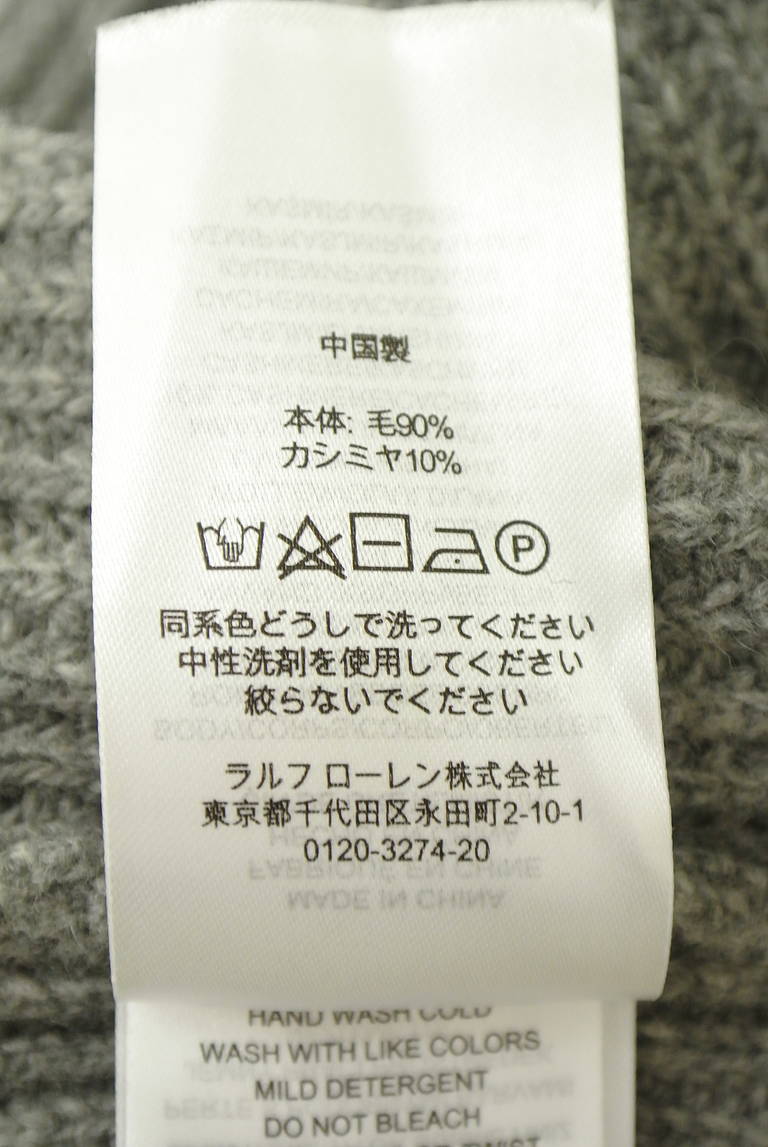 中国製
本体: 毛90%
カシミヤ10%
P
同系色どうしで洗ってください
中性洗剤を使用してください
絞らないでください
ラルフ ローレン株式会社
東京都千代田区永田町2-10-1
0120-3274-20
HAND WASH COLD
WASH WITH LIKE COLORS
MILD DETERGENT
DO NOT BLEACH